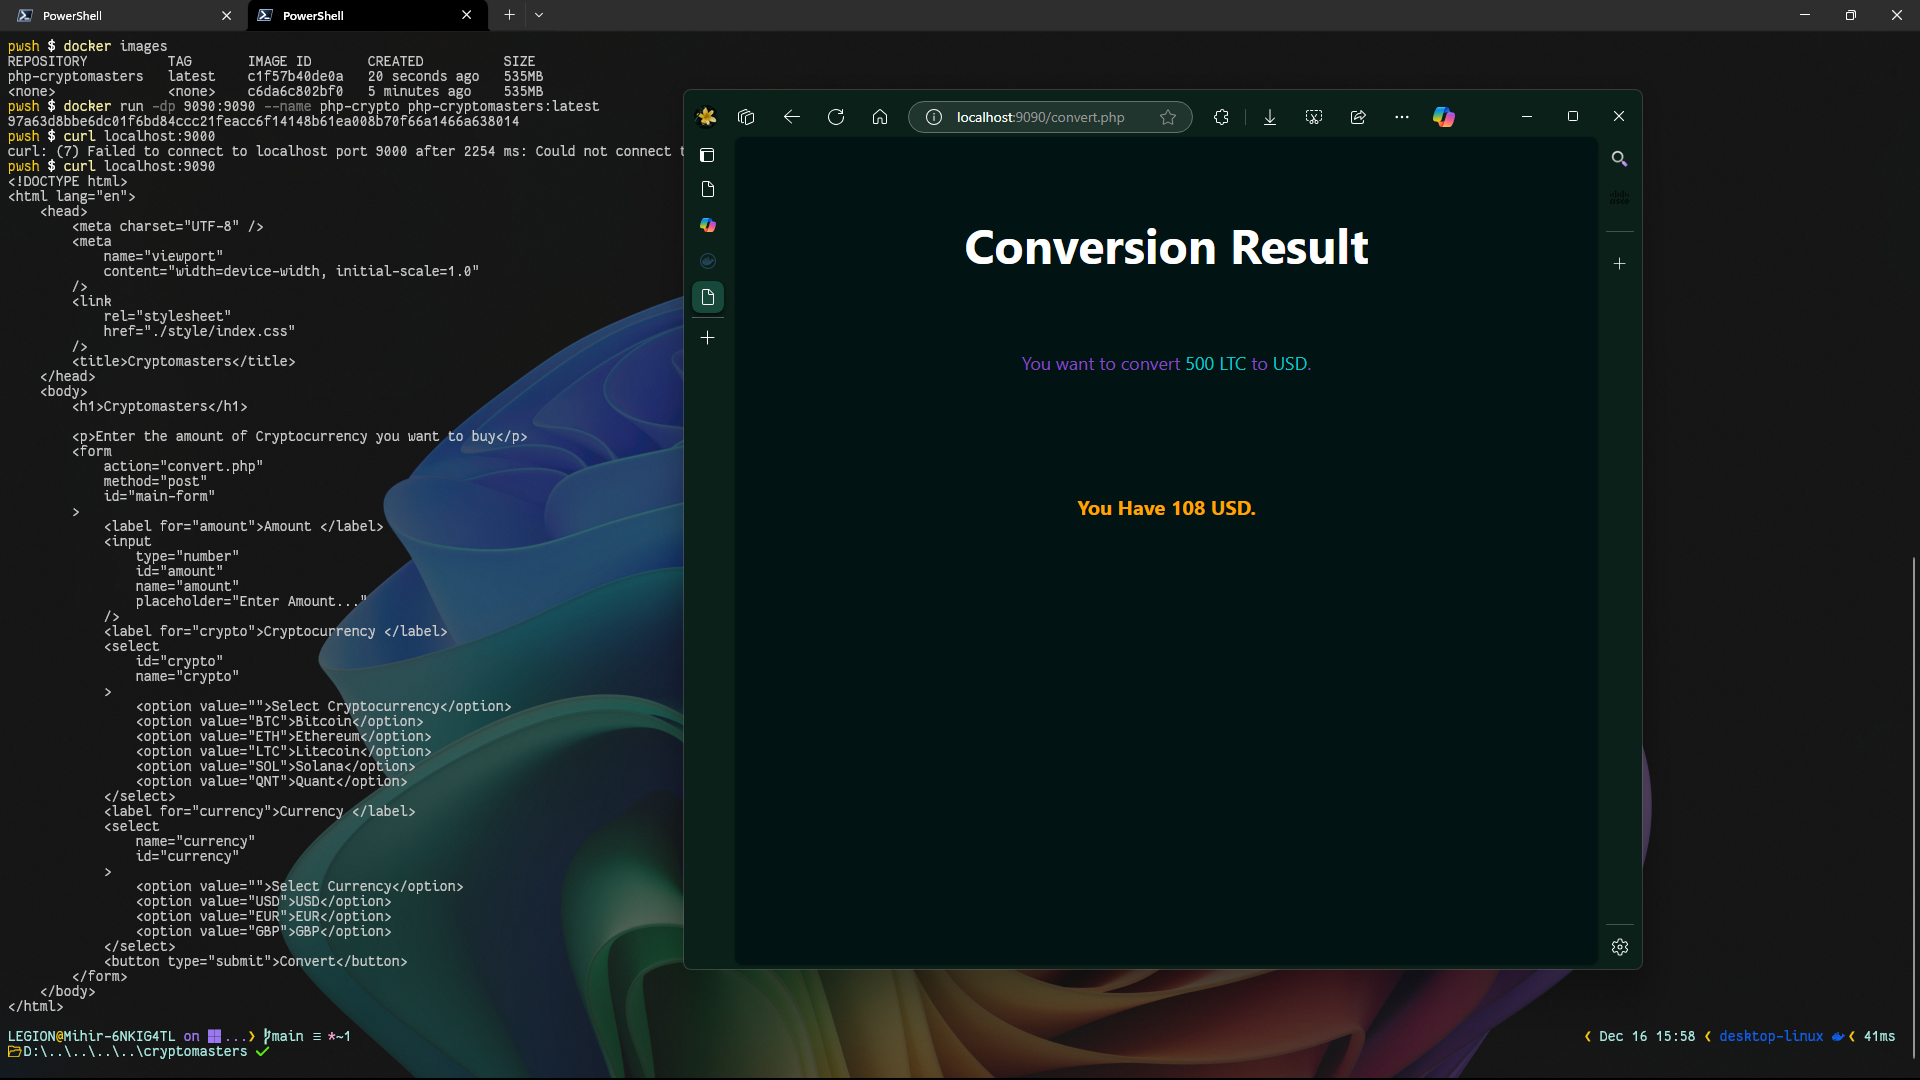 PowerShell
PowerShell
pwsh $ docker images
REPOSITORY TAG IMAGE ID CREATED SIZE
php-cryptomasters latest c1f57b40de0a 20 seconds ago 535MB
<none> <none> c6da6c802bf0 5 minutes ago 535MB
pwsh $ docker run -dp 9090:9090 --name php-crypto php-cryptomasters:latest
97a63d8bbe6dc01f6bd84ccc21feacc6f14148b61ea008b70f66a1466a638014
pwsh $ curl localhost:9000
curl: (7) Failed to connect to localhost port 9000 after 2254 ms: Could not connect t
pwsh $ curl localhost:9090
<!DOCTYPE html>
<html lang="en">
    <head>
        <meta charset="UTF-8" />
        <meta
            name="viewport"
            content="width=device-width, initial-scale=1.0"
        />
        <link
            rel="stylesheet"
            href="./style/index.css"
        />
        <title>Cryptomasters</title>
    </head>
    <body>
        <h1>Cryptomasters</h1>
        <p>Enter the amount of Cryptocurrency you want to buy</p>
        <form
            action="convert.php"
            method="post"
            id="main-form"
        >
            <label for="amount">Amount </label>
            <input
                type="number"
                id="amount"
                name="amount"
                placeholder="Enter Amount..."
            />
            <label for="crypto">Cryptocurrency </label>
            <select
                id="crypto"
                name="crypto"
            >
                <option value="">Select Cryptocurrency</option>
                <option value="BTC">Bitcoin</option>
                <option value="ETH">Ethereum</option>
                <option value="LTC">Litecoin</option>
                <option value="SOL">Solana</option>
                <option value="QNT">Quant</option>
            </select>
            <label for="currency">Currency </label>
            <select
                name="currency"
                id="currency"
            >
                <option value="">Select Currency</option>
                <option value="USD">USD</option>
                <option value="EUR">EUR</option>
                <option value="GBP">GBP</option>
            </select>
            <button type="submit">Convert</button>
        </form>
    </body>
</html>
LEGION@Mihir-6NKIG4TL on ...❯ main ≡ *~1
D:\..\..\..\..\cryptomasters ✓
❮ Dec 16 15:58 ❮ desktop-linux ❮ 41ms
localhost:9090/convert.php
Conversion Result
You want to convert 500 LTC to USD.
You Have 108 USD.